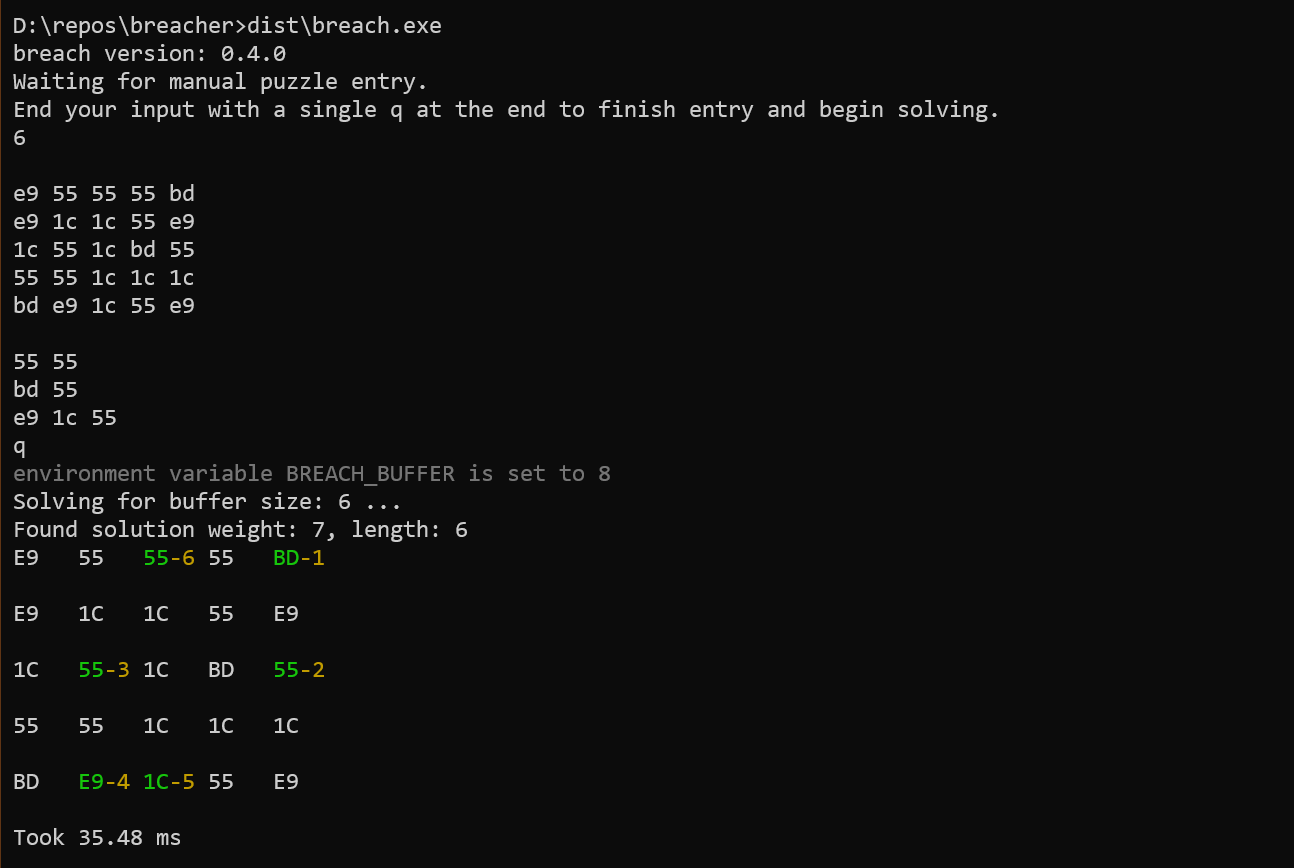 D:\repos\breacher>dist\breach.exe
breach version: 0.4.0
Waiting for manual puzzle entry.
End your input with a single q at the end to finish entry and begin solving.
6
e9 55 55 55 bd
e9 1c 1c 55 e9
1c 55 1c bd 55
55 55 1c 1c 1c
bd e9 1c 55 e9
55 55
bd 55
e9 1c 55
q
environment variable BREACH_BUFFER is set to 8
Solving for buffer size: 6 ...
Found solution weight: 7, length: 6
E9 55 55-6 55 BD-1
E9 1C 1C 55 E9
1C 55-3 1C BD 55-2
55 55 1C 1C 1C
BD E9-4 1C-5 55 E9
Took 35.48 ms